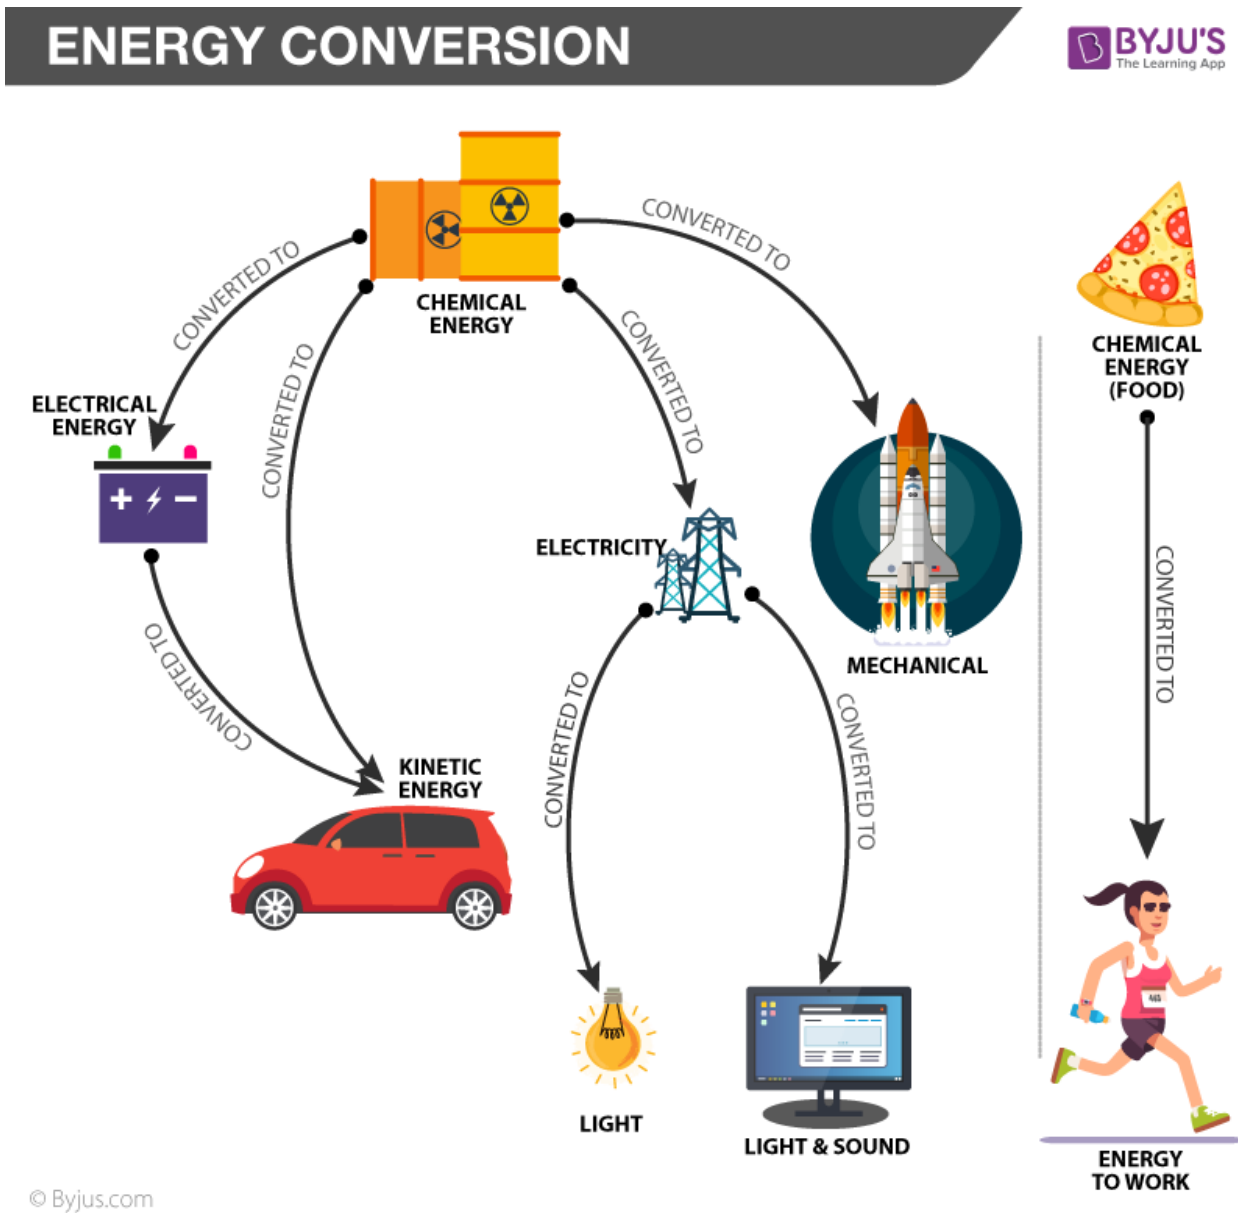 ENERGY CONVERSION
BYJU'S
The Learning App
CONVERTED TO
CONVERTED TO
CHEMICAL
ENERGY
CONVERTED TO
CONVERTED TO
CHEMICAL
ENERGY
(FOOD)
ELECTRICAL
ENERGY
+ −
ELECTRICITY
CONVERTED TO
MECHANICAL
CONVERTED TO
KINETIC
ENERGY
CONVERTED TO
CONVERTED TO
465
LIGHT
LIGHT & SOUND
ENERGY
TO WORK
© Byjus.com